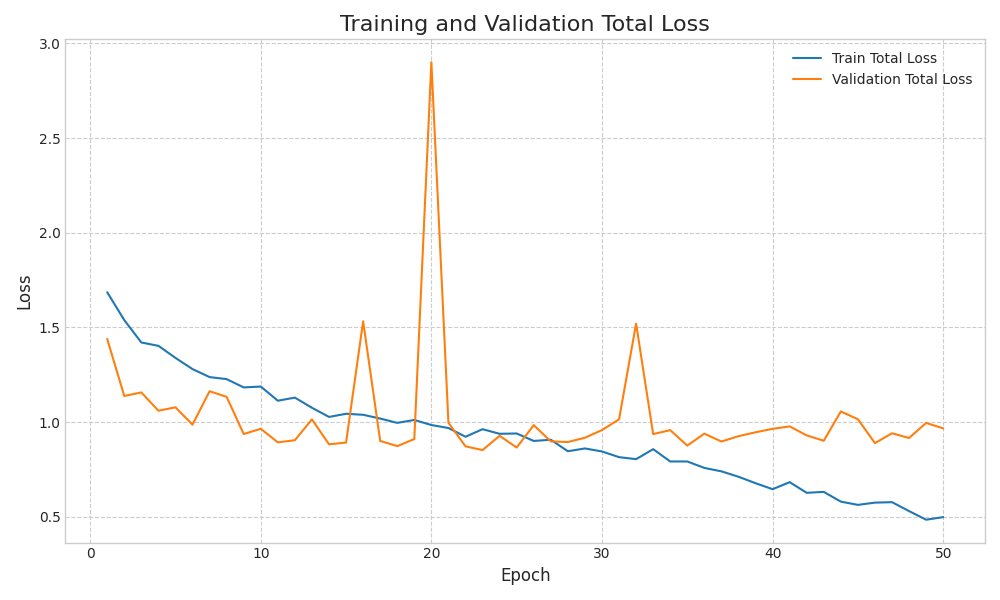 Training and Validation Total Loss
Train Total Loss
Validation Total Loss
Loss
3.0
2.5
2.0
1.5
1.0
0.5
0 10 20 30 40 50
Epoch